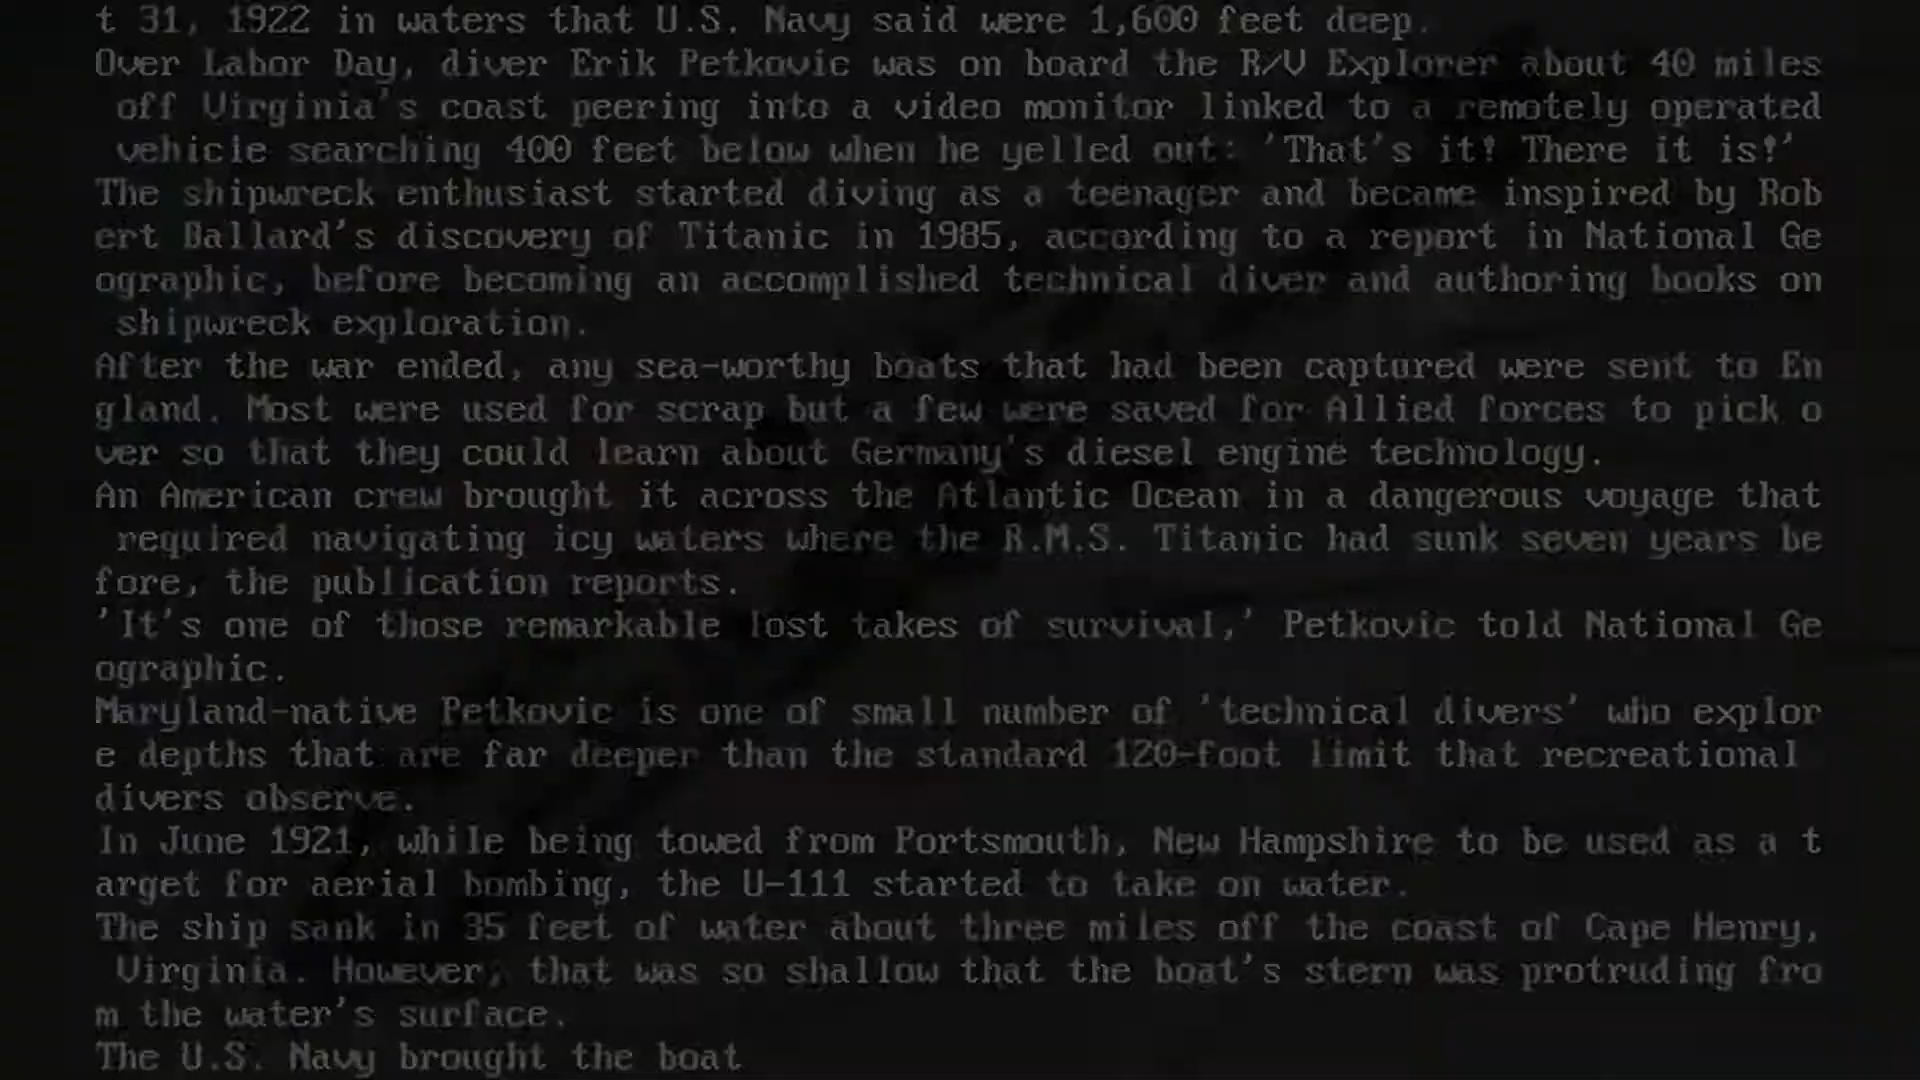 t 31, 1922 in waters that U.S. Navy said were 1,600 feet deep.
Over Labor Day, diver Erik Petkovic was on board the R/V Explorer about 40 miles
off Virginia's coast peering into a video monitor linked to a remotely operated
vehicle searching 400 feet below when he yelled out: 'That's it! There it is!'
The shipwreck enthusiast started diving as a teenager and became inspired by Rob
ert Ballard's discovery of Titanic in 1985, according to a report in National Ge
ographic, before becoming an accomplished technical diver and authoring books on
shipwreck exploration.
After the war ended, any sea-worthy boats that had been captured were sent to En
gland. Most were used for scrap but a few were saved for Allied forces to pick o
ver so that they could learn about Germany's diesel engine technology.
An American crew brought it across the Atlantic Ocean in a dangerous voyage that
required navigating icy waters where the R.M.S. Titanic had sunk seven years be
fore, the publication reports.
'It's one of those remarkable lost takes of survival,' Petkovic told National Ge
ographic.
Maryland-native Petkovic is one of small number of 'technical divers' who explor
e depths that are far deeper than the standard 120-foot limit that recreational
divers observe.
In June 1921, while being towed from Portsmouth, New Hampshire to be used as a t
arget for aerial bombing, the U-111 started to take on water.
The ship sank in 35 feet of water about three miles off the coast of Cape Henry,
Virginia. However, that was so shallow that the boat's stern was protruding fro
m the water's surface.
The U.S. Navy brought the boat